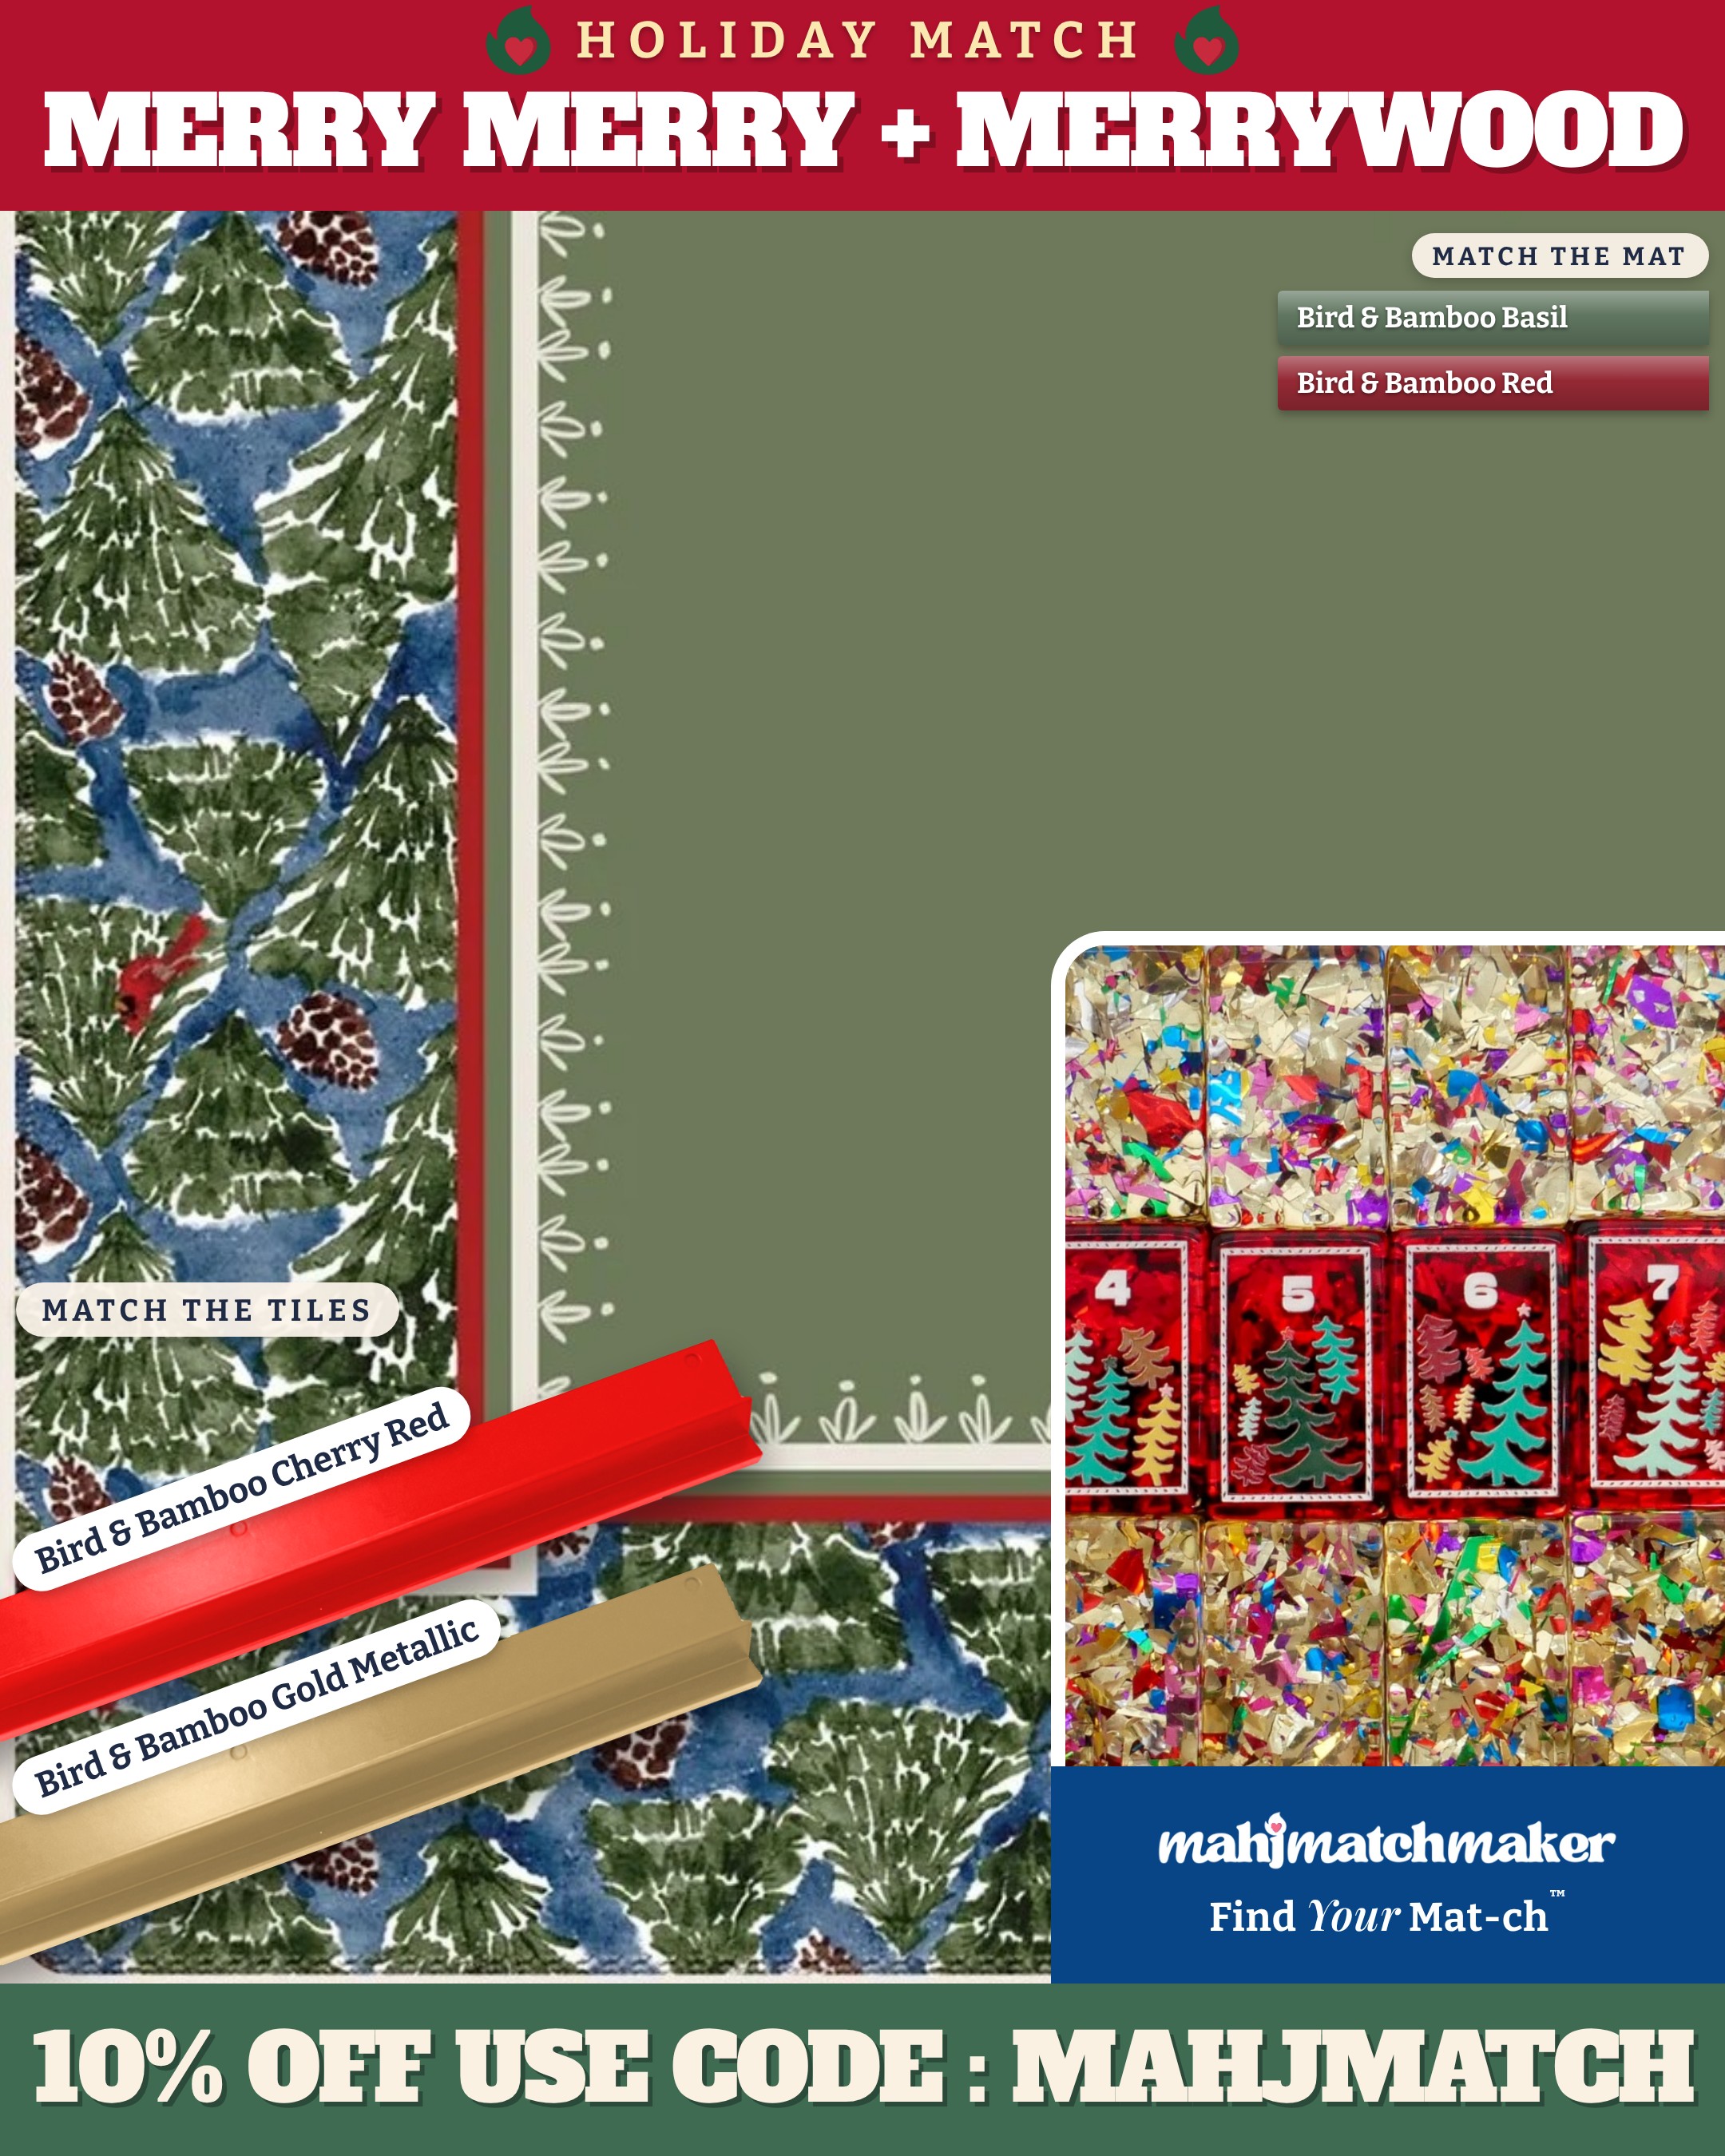 HOLIDAY MATCH
MERRY MERRY + MERRYWOOD
MATCH THE MAT
Bird & Bamboo Basil
Bird & Bamboo Red
4
5
6
7
MATCH THE TILES
Bird & Bamboo Cherry Red
Bird & Bamboo Gold Metallic
mahjmatchmaker
Find Your Mat-ch™
10% OFF USE CODE : MAHJMATCH